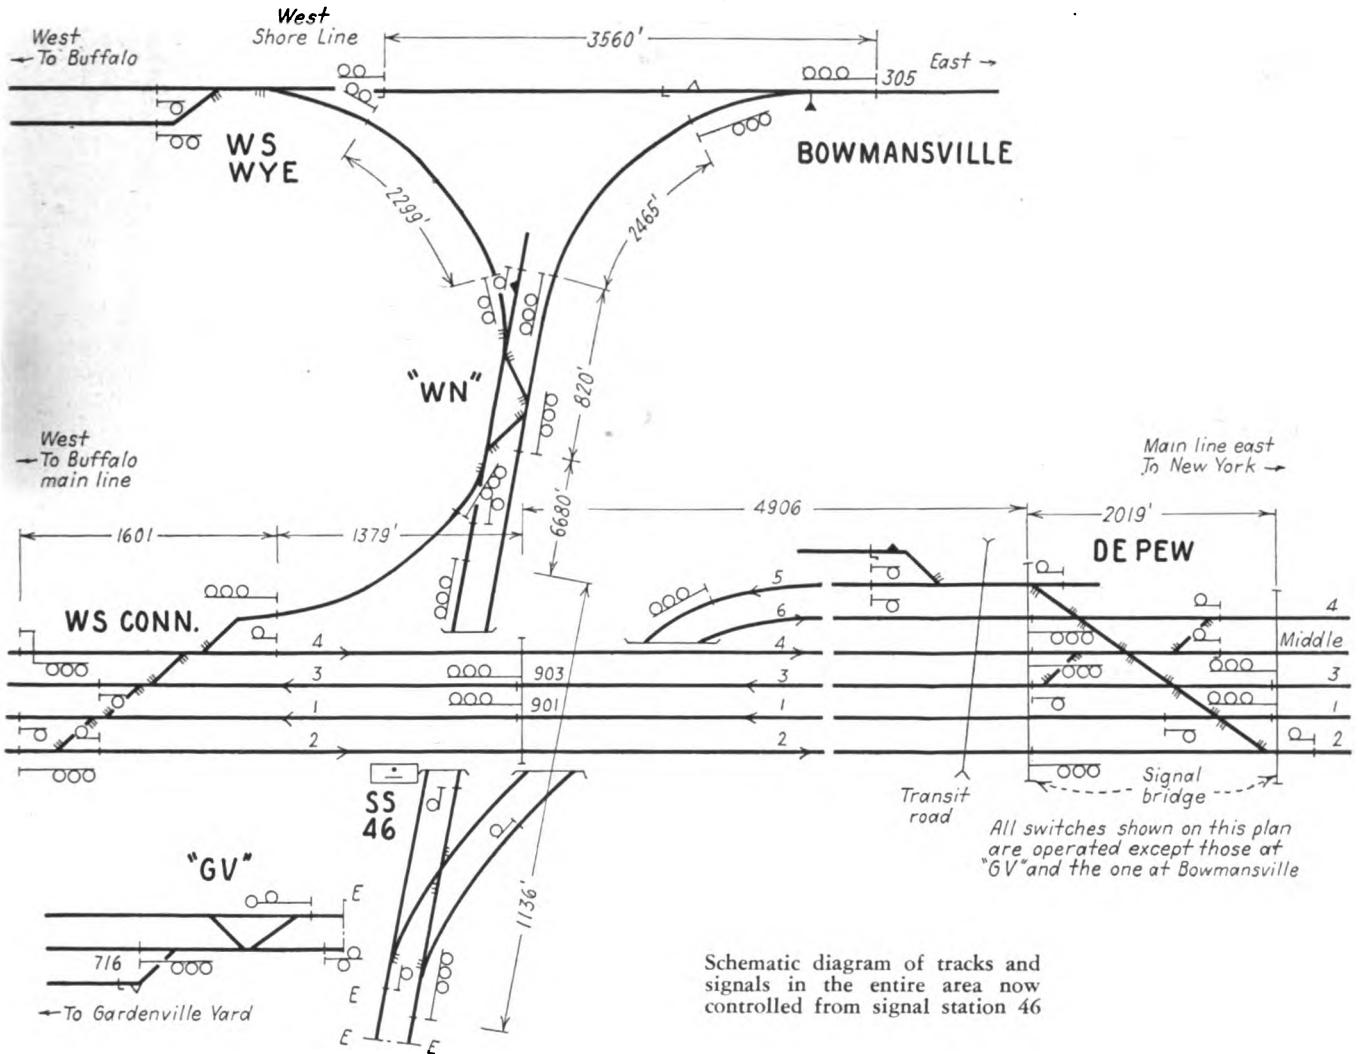 West
Shore Line
West
To Buffalo
3560'
305
East
WS
WYE
BOWMANSVILLE
2299'
2465'
"WN"
820'
West
To Buffalo
main line
Main line east
To New York
6680'
4906
2019'
1601
1379'
DEPEW
WS CONN.
5
6
4
4
4
Middle
3
903
3
3
1
901
1
1
2
2
2
SS
46
Transit
road
Signal
bridge
All switches shown on this plan
are operated except those at
"GV" and the one at Bowmansville
"GV"
E
1136'
716
E
To Gardenville Yard
E
E
Schematic diagram of tracks and
signals in the entire area now
controlled from signal station 46